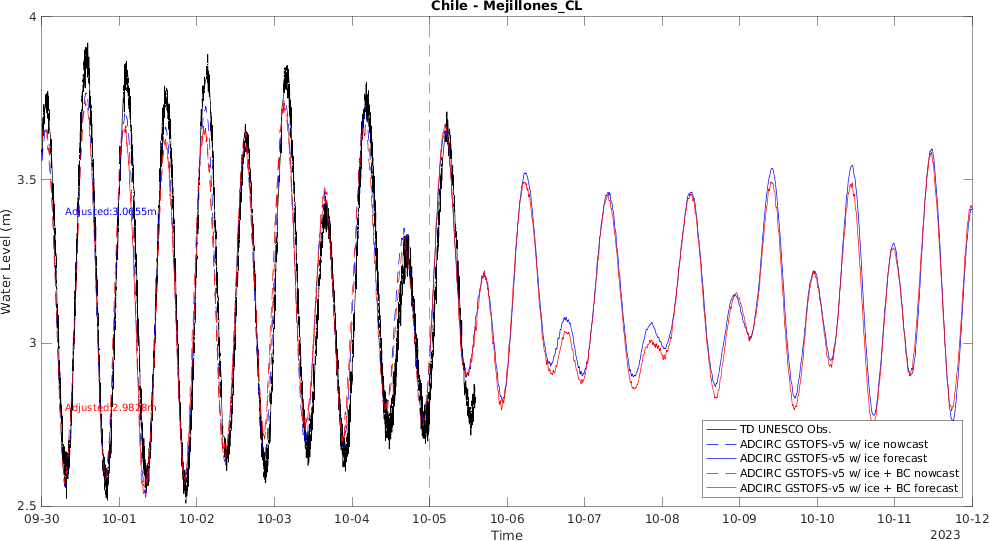 Chile - Mejillones_CL
Water Level (m)
4
3.5
3
2.5
Adjusted:3.0655m
Adjusted:2.9828m
TD UNESCO Obs.
ADCIRC GSTOFS-v5 w/ ice nowcast
ADCIRC GSTOFS-v5 w/ ice forecast
ADCIRC GSTOFS-v5 w/ ice + BC nowcast
ADCIRC GSTOFS-v5 w/ ice + BC forecast
09-30 10-01 10-02 10-03 10-04 10-05 10-06 10-07 10-08 10-09 10-10 10-11 10-12
Time
2023